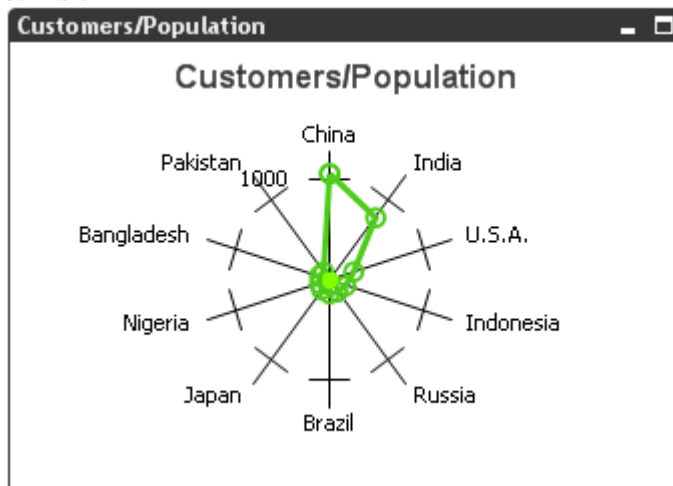 Customers/Population
Customers/Population
China
Pakistan
1000
India
Bangladesh
U.S.A.
Nigeria
Indonesia
Japan
Russia
Brazil